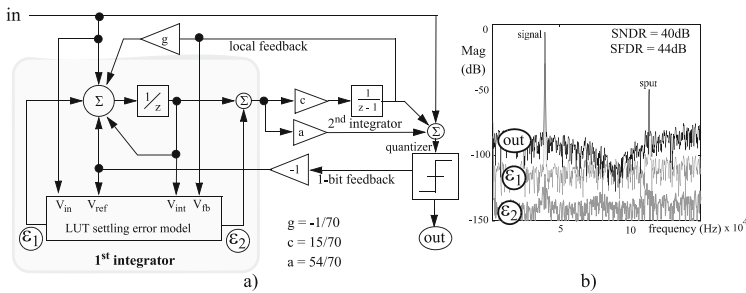 in
g
local feedback
Σ
1/z
Σ
c
1
z - 1
a
2nd integrator
Σ
quantizer
-1
1-bit feedback
Vin
Vref
Vint
Vfb
ε1
LUT settling error model
ε2
1st integrator
g = -1/70
c = 15/70
a = 54/70
out
a)
b)
Mag
(dB)
0
-50
-100
-150
signal
SNDR = 40dB
SFDR = 44dB
spur
out
ε1
ε2
5
10
frequency (Hz) x 10^4